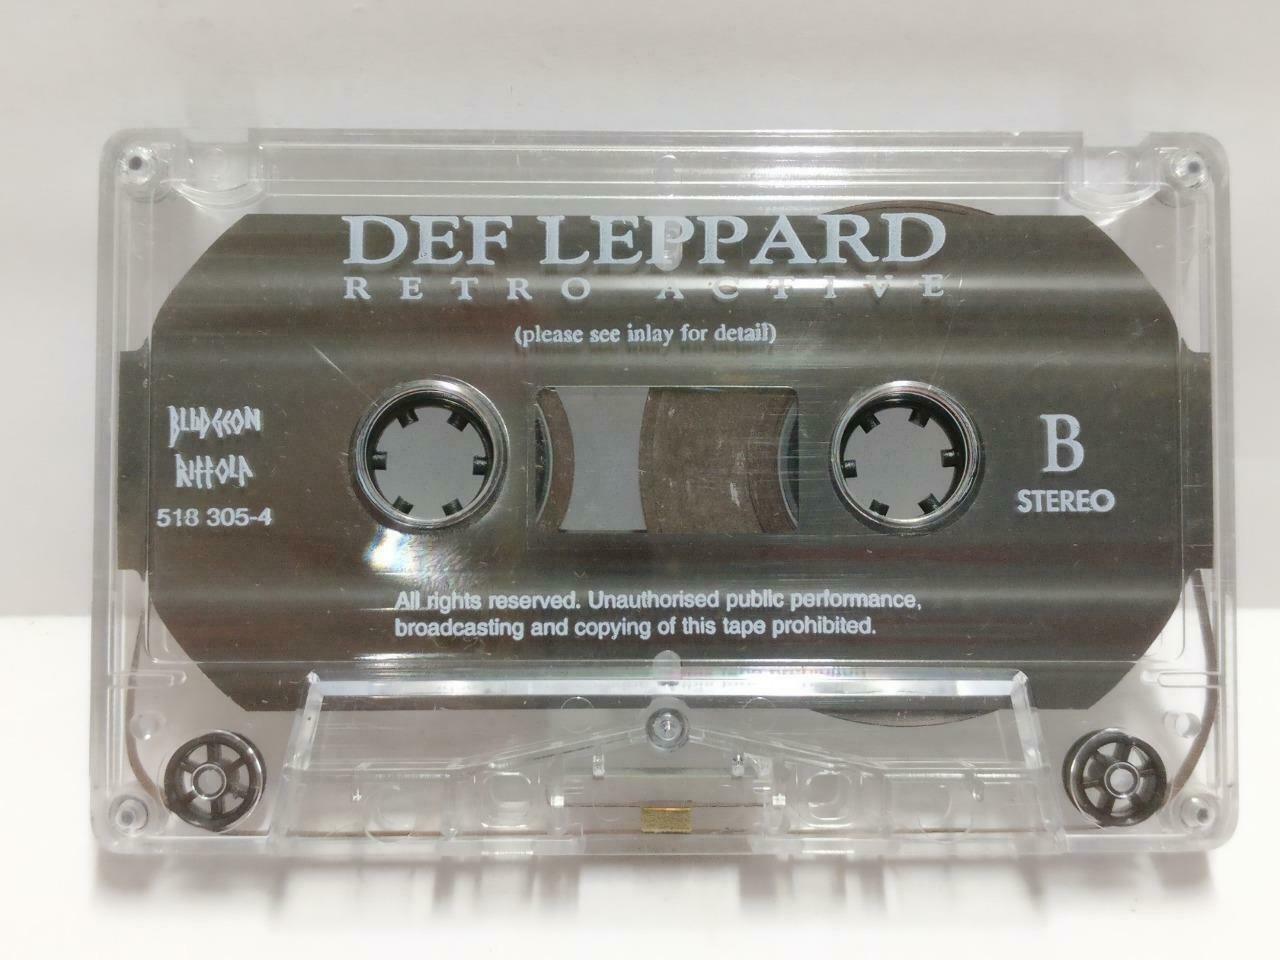 DEF LEPPARD
RETRO ACTIVE
(please see inlay for detail)
BLUDGEON
RIFFOLA
518 305-4
B
STEREO
All rights reserved. Unauthorised public performance,
broadcasting and copying of this tape prohibited.